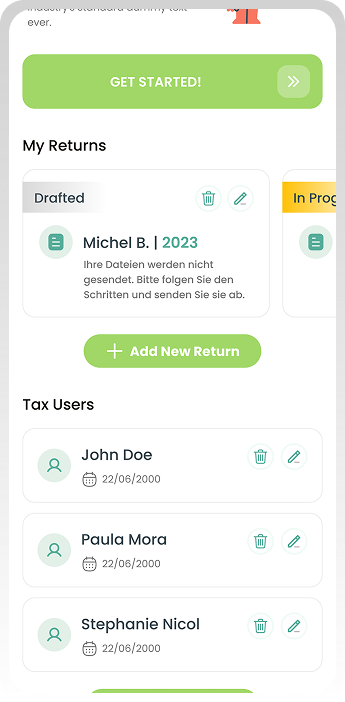 industry's standard dummy text
ever.
GET STARTED!
My Returns
Drafted
In Prog
Michel B. | 2023
Ihre Dateien werden nicht
gesendet. Bitte folgen Sie den
Schritten und senden Sie sie ab.
Add New Return
Tax Users
John Doe
22/06/2000
Paula Mora
22/06/2000
Stephanie Nicol
22/06/2000